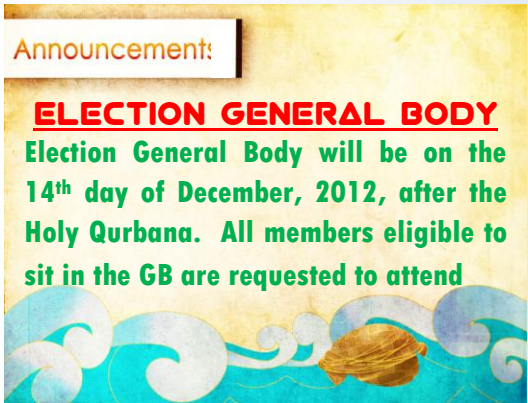 Announcements
ELECTION GENERAL BODY
Election General Body will be on the
14th day of December, 2012, after the
Holy Qurbana. All members eligible to
sit in the GB are requested to attend